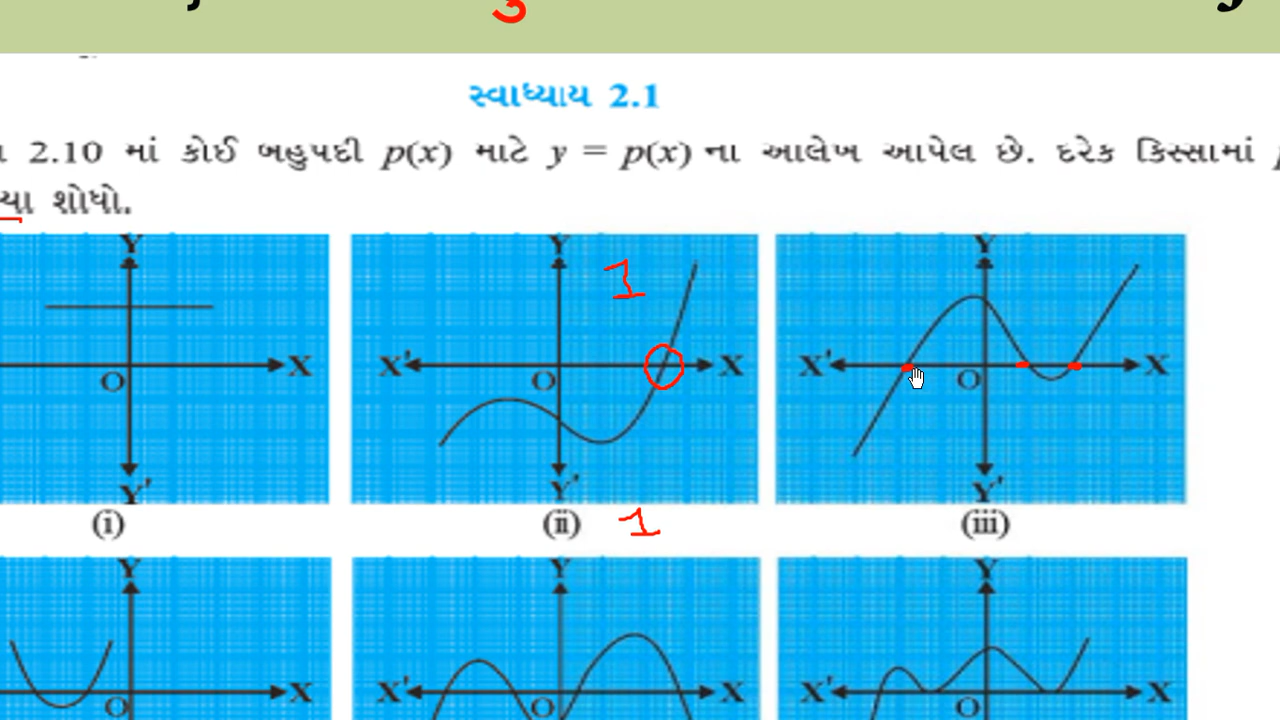 સ્વાધ્યાય 2.1
2.10 માં કોઈ બહુપદી p(x) માટે y = p(x) ના આલેખ આપેલ છે. દરેક કિસ્સામાં
શોધો.
Y Y 1 Y
O X X' O X X' O X
Y' Y' Y'
(i) (ii) 1 (iii)
Y Y Y
O X X' O X X' O X